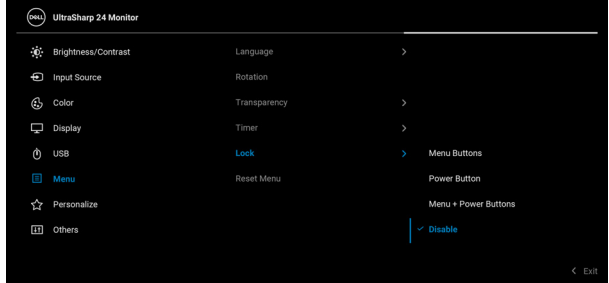 DELL UltraSharp 24 Monitor
Brightness/Contrast
Input Source
Color
Display
USB
Menu
Personalize
Others
Language
Rotation
Transparency
Timer
Lock
Reset Menu
Menu Buttons
Power Button
Menu + Power Buttons
Disable
Exit